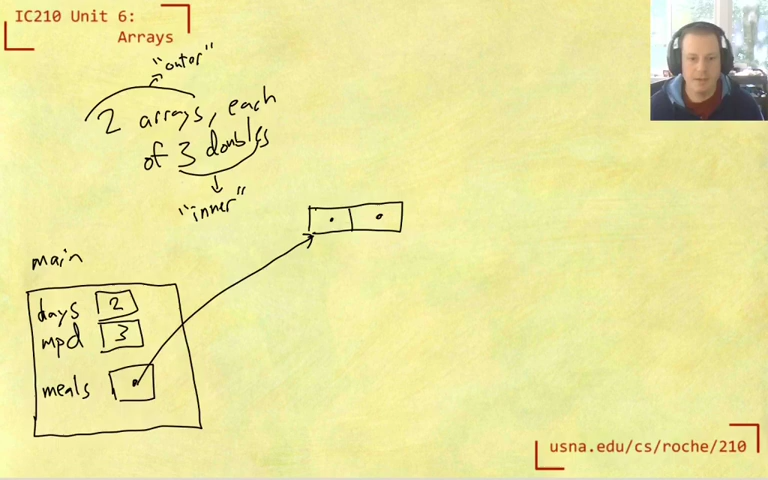 IC210 Unit 6:
Arrays
"outer"
2 arrays, each
of 3 doubles
"inner"
main
days 2
mpd 3
meals
usna.edu/cs/roche/210